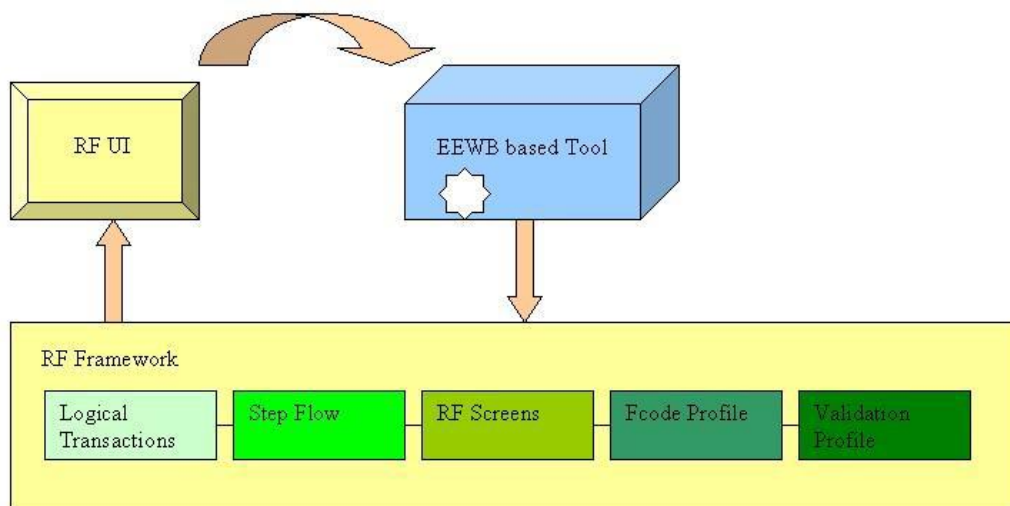 RF UI
EEWB based Tool
RF Framework
Logical
Transactions
Step Flow
RF Screens
Fcode Profile
Validation
Profile